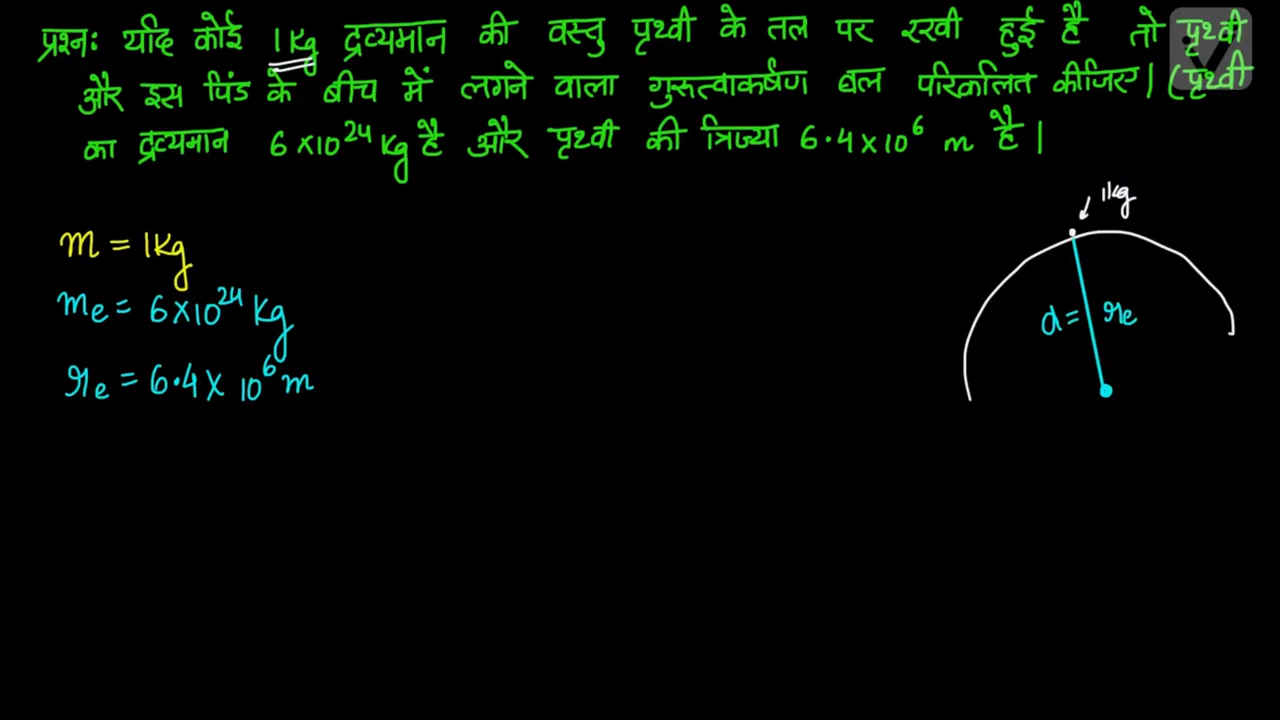 प्रश्नः यदि कोई 1Kg द्रव्यमान की वस्तु पृथ्वी के तल पर रखी हुई है तो पृथ्वी
और इस पिंड के बीच में लगने वाला गुरुत्वाकर्षण बल परिकलित कीजिए। (पृथ्वी
का द्रव्यमान 6×10²⁴ Kg है और पृथ्वी की त्रिज्या 6.4×10⁶ m है।
1kg
m = 1Kg
mₑ = 6×10²⁴ Kg
d = rₑ
rₑ = 6.4× 10⁶ m